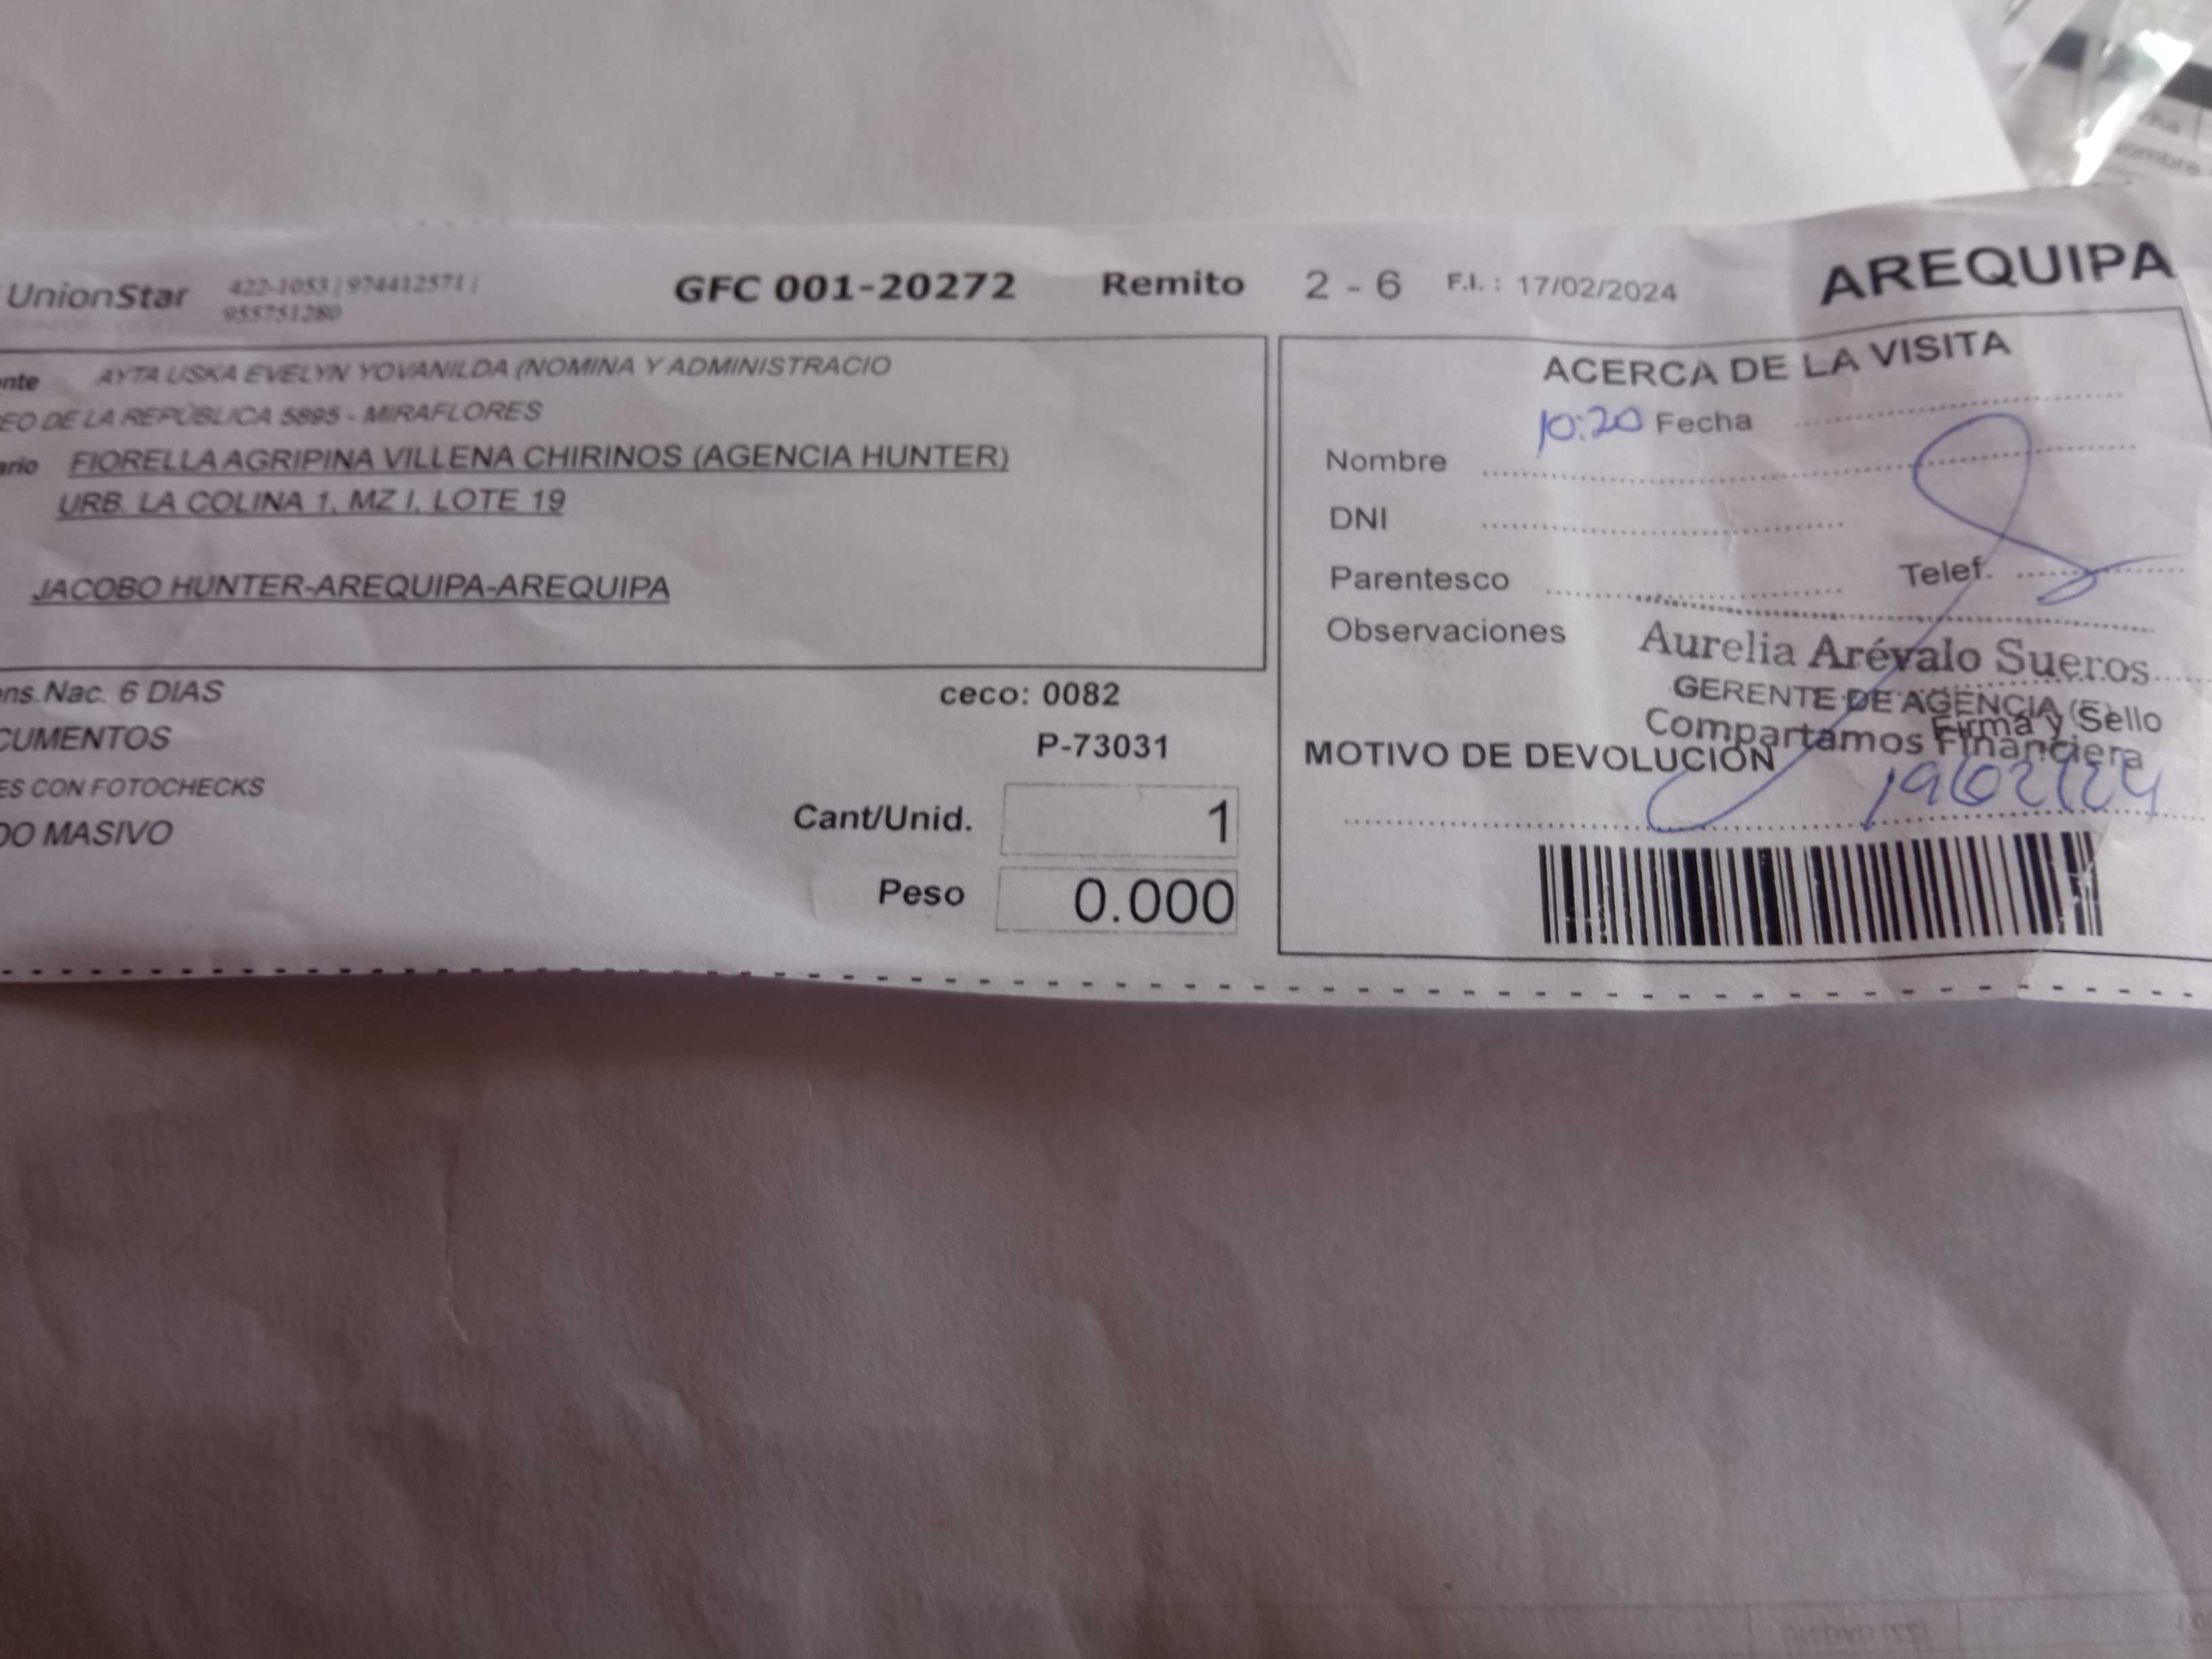 UnionStar 422-1053 | 974412571 | GFC 001-20272 Remito 2 - 6 F.I. : 17/02/2024 AREQUIPA
955751280
nte AYTA USKA EVELYN YOVANILDA (NOMINA Y ADMINISTRACIO
EO DE LA REPÚBLICA 5895 - MIRAFLORES
ario FIORELLA AGRIPINA VILLENA CHIRINOS (AGENCIA HUNTER)
URB. LA COLINA 1, MZ I, LOTE 19
JACOBO HUNTER-AREQUIPA-AREQUIPA
ens.Nac. 6 DIAS ceco: 0082
CUMENTOS P-73031
ES CON FOTOCHECKS
DO MASIVO
Cant/Unid. 1
Peso 0.000
ACERCA DE LA VISITA
10:20 Fecha
Nombre
DNI
Parentesco Telef.
Observaciones
Aurelia Arévalo Sueros
GERENTE DE AGENCIA (E)
Compartamos Financiera
Firma y Sello
MOTIVO DE DEVOLUCIÓN
19/02/24
ombre